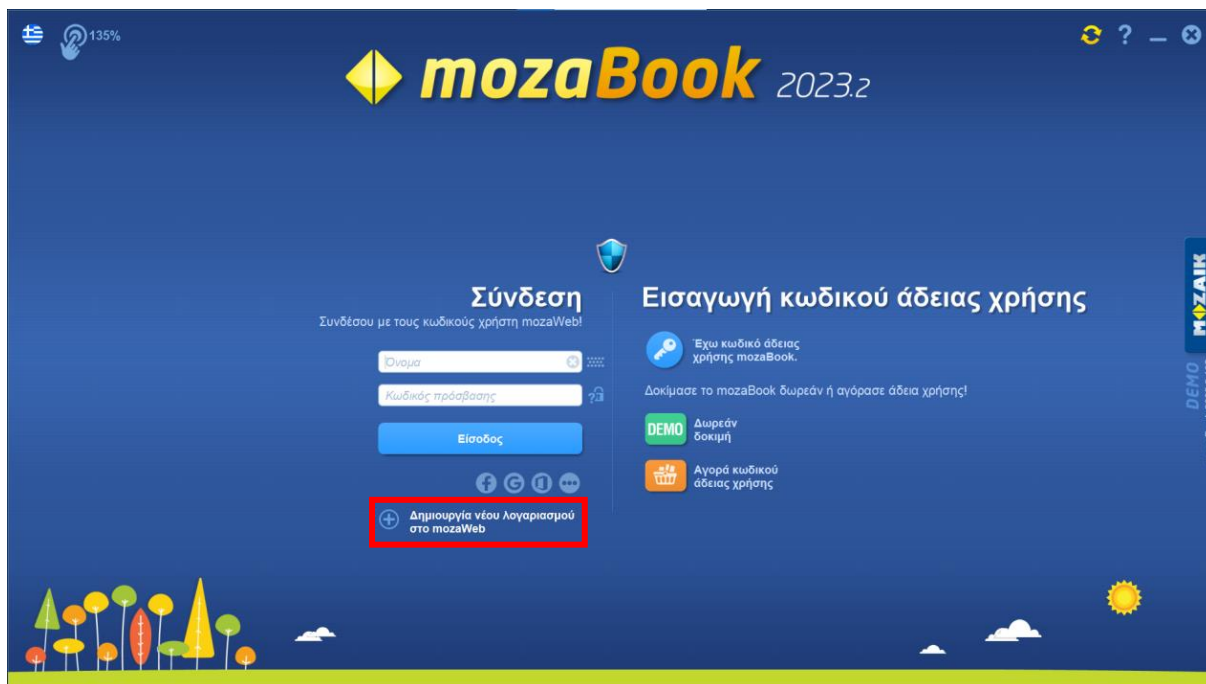 135%
?
mozaBook 2023.2
Σύνδεση
Συνδέσου με τους κωδικούς χρήστη mozaWeb!
Όνομα
Κωδικός πρόσβασης
?
Είσοδος
f G
Δημιουργία νέου λογαριασμού
στο mozaWeb
Εισαγωγή κωδικού άδειας χρήσης
Έχω κωδικό άδειας
χρήσης mozaBook.
Δοκίμασε το mozaBook δωρεάν ή αγόρασε άδεια χρήσης!
DEMO
Δωρεάν
δοκιμή
Αγορά κωδικού
άδειας χρήσης
MOZAIK
DEMO